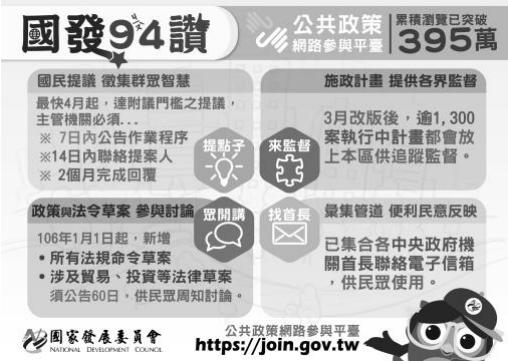 國發94讚
公共政策
網路參與平臺
累積瀏覽已突破
395萬
國民提議 徵集群眾智慧
最快4月起，達附議門檻之提議，
主管機關必須...
※ 7日內公告作業程序
※14日內聯絡提案人
※ 2個月完成回覆
提點子
施政計畫 提供各界監督
3月改版後，逾1,300
案執行中計畫都會放
上本區供追蹤監督。
來監督
政策與法令草案 參與討論
106年1月1日起，新增
•所有法規命令草案
•涉及貿易、投資等法律草案
須公告60日，供民眾周知討論。
眾開講
找首長
彙集管道 便利民意反映
已集合各中央政府機
關首長聯絡電子信箱
，供民眾使用。
國家發展委員會
NATIONAL DEVELOPMENT COUNCIL
公共政策網路參與平臺
https://join.gov.tw